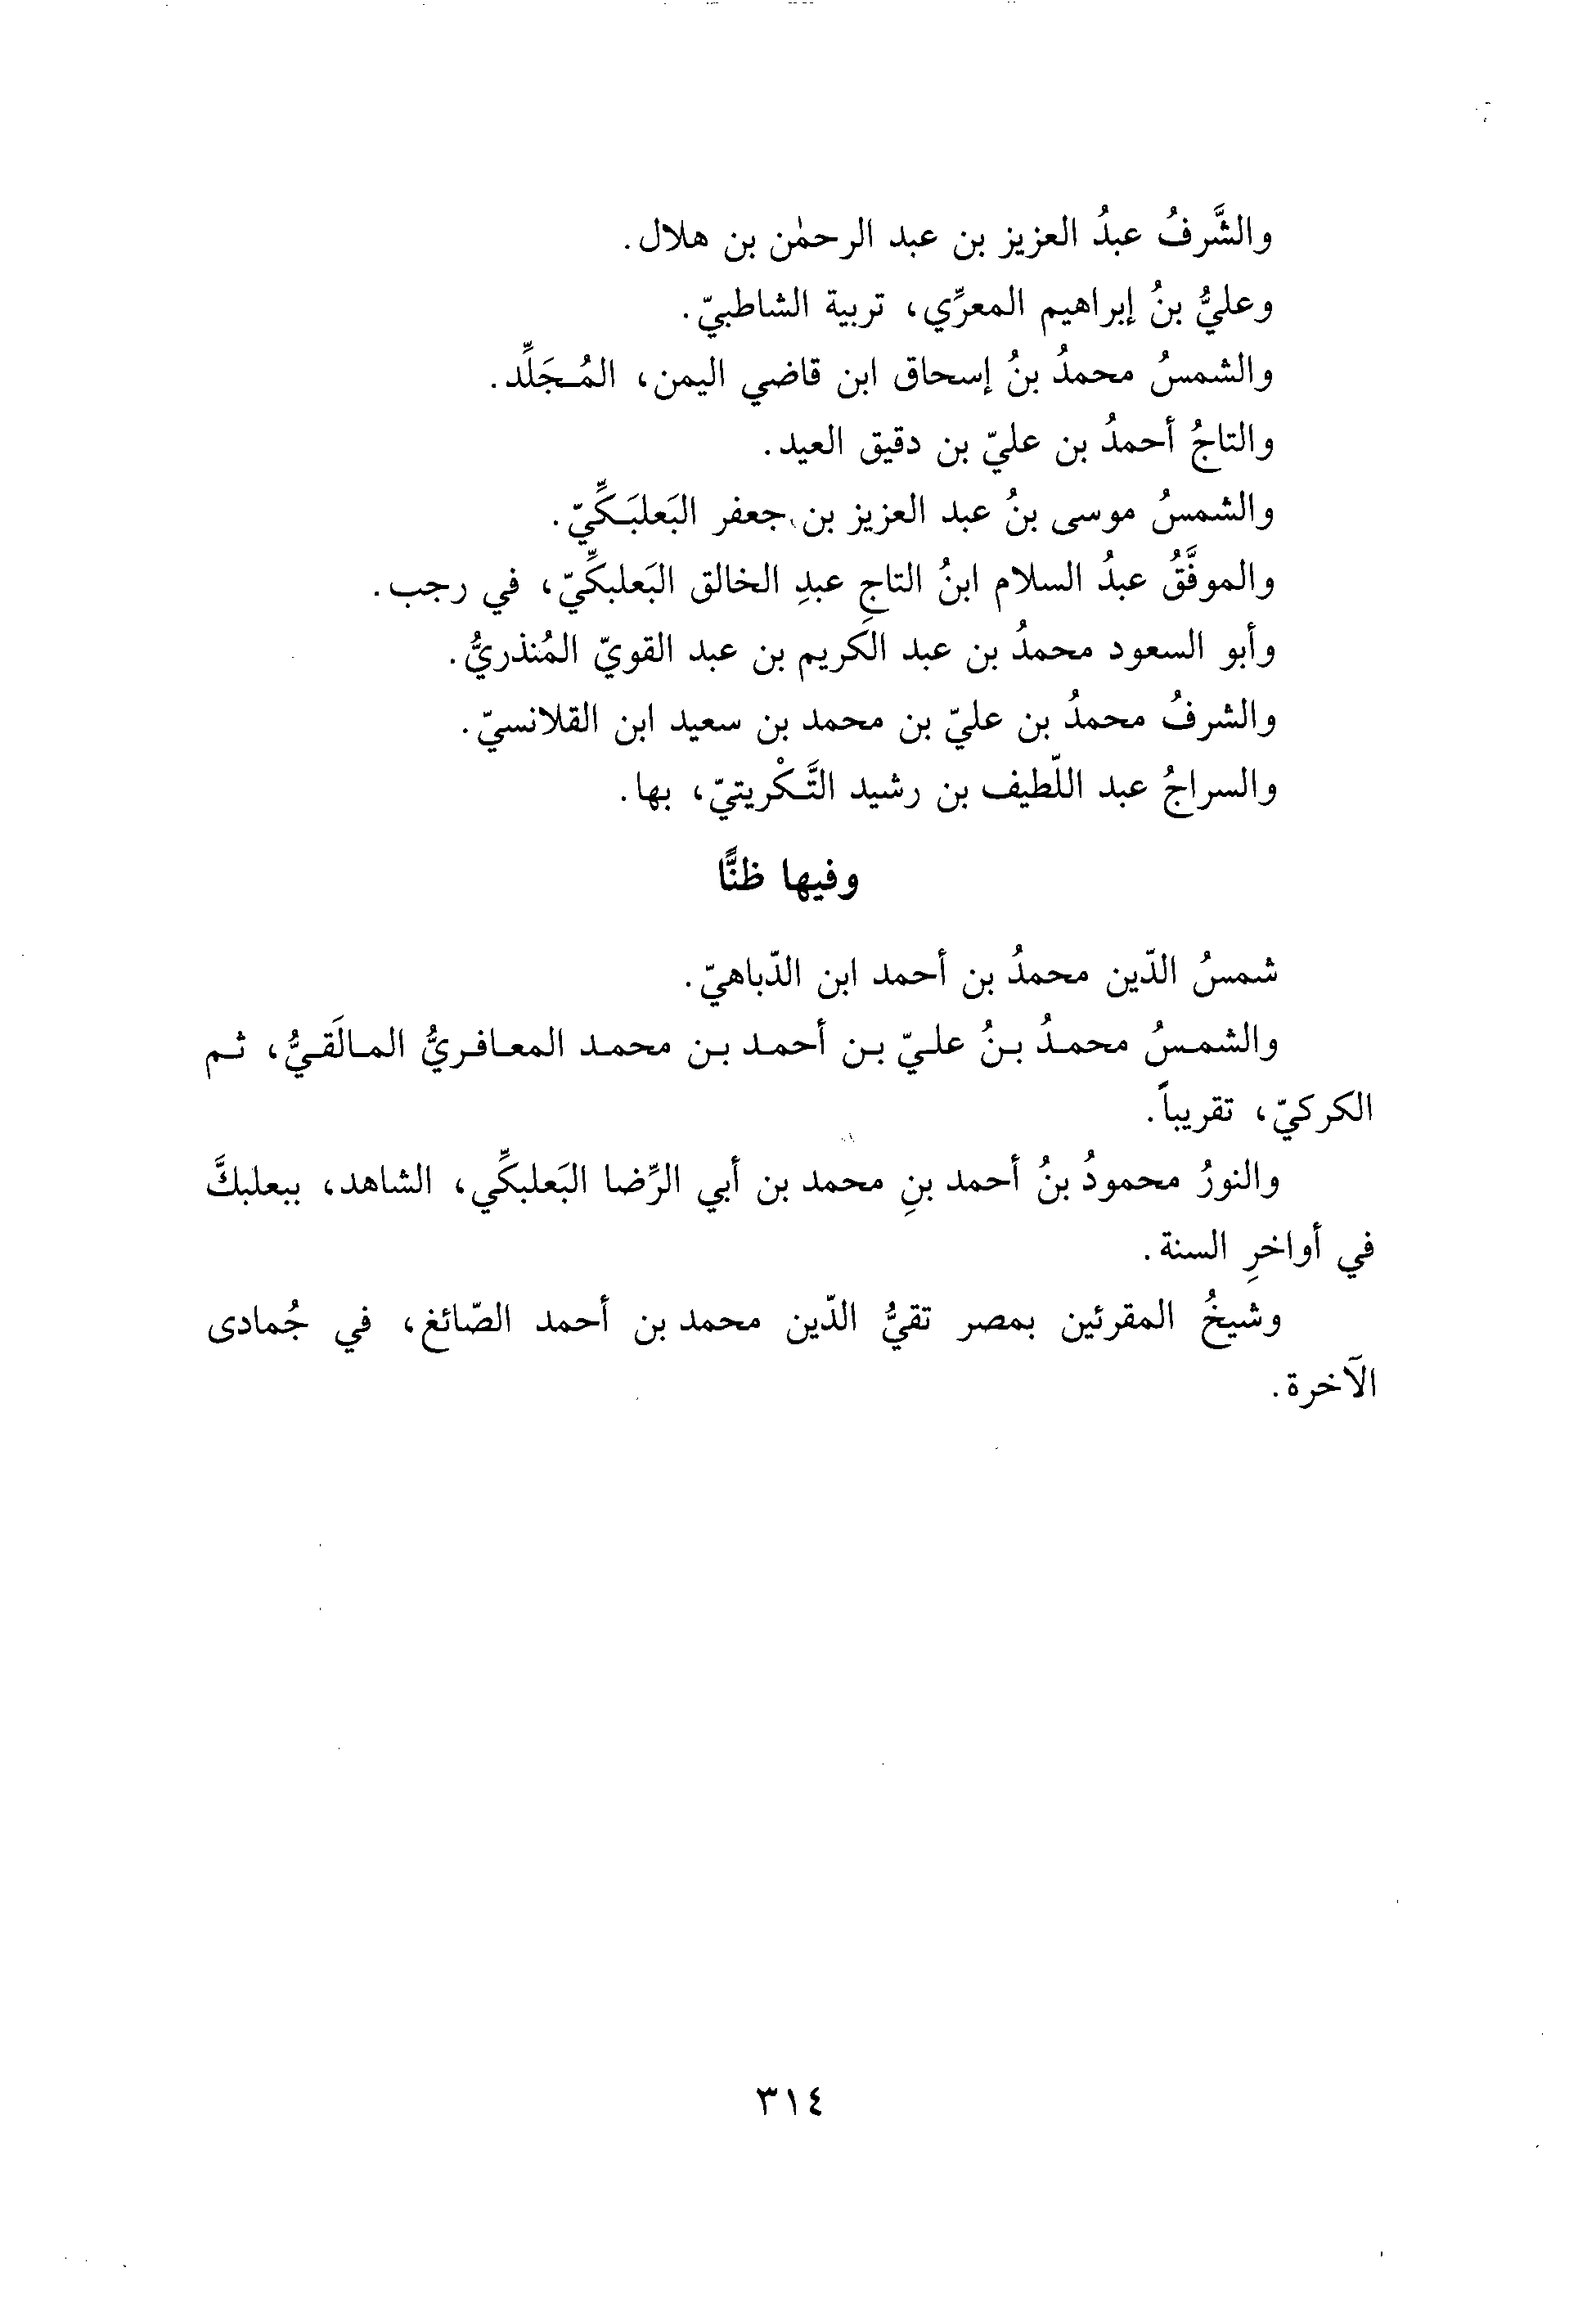 والشَّرفُ عبدُ العزيز بن عبد الرحمٰن بن هلال.
وعليُّ بنُ إبراهيم المعرِّي، تربية الشاطبيّ.
والشمسُ محمدُ بنُ إسحاق ابن قاضي اليمن، المُـجَلِّد.
والتاجُ أحمدُ بن عليّ بن دقيق العيد.
والشمسُ موسى بنُ عبد العزيز بن جعفر البَعلبَـكِّيّ.
والموفَّقُ عبدُ السلام ابنُ التاجِ عبدِ الخالق البَعلبكِّيّ، في رجب.
وأبو السعود محمدُ بن عبد الكَريم بن عبد القويّ المُنذريُّ.
والشرفُ محمدُ بن عليّ بن محمد بن سعيد ابن القلانسيّ.
والسراجُ عبد اللّطيف بن رشيد التَّـكْريتيّ، بها.
وفيها ظنًّا
شمسُ الدّين محمدُ بن أحمد ابن الدّباهيّ.
والشمسُ محمدُ بنُ عليّ بن أحمد بن محمد المعافريُّ المالَقيُّ، ثم
الكركيّ، تقريباً.
والنورُ محمودُ بنُ أحمد بنِ محمد بن أبي الرِّضا البَعلبكِّي، الشاهد، ببعلبكَّ
في أواخرِ السنة.
وشيخُ المقرئين بمصر تقيُّ الدّين محمد بن أحمد الصّائغ، في جُمادى
الآخرة.
٣١٤